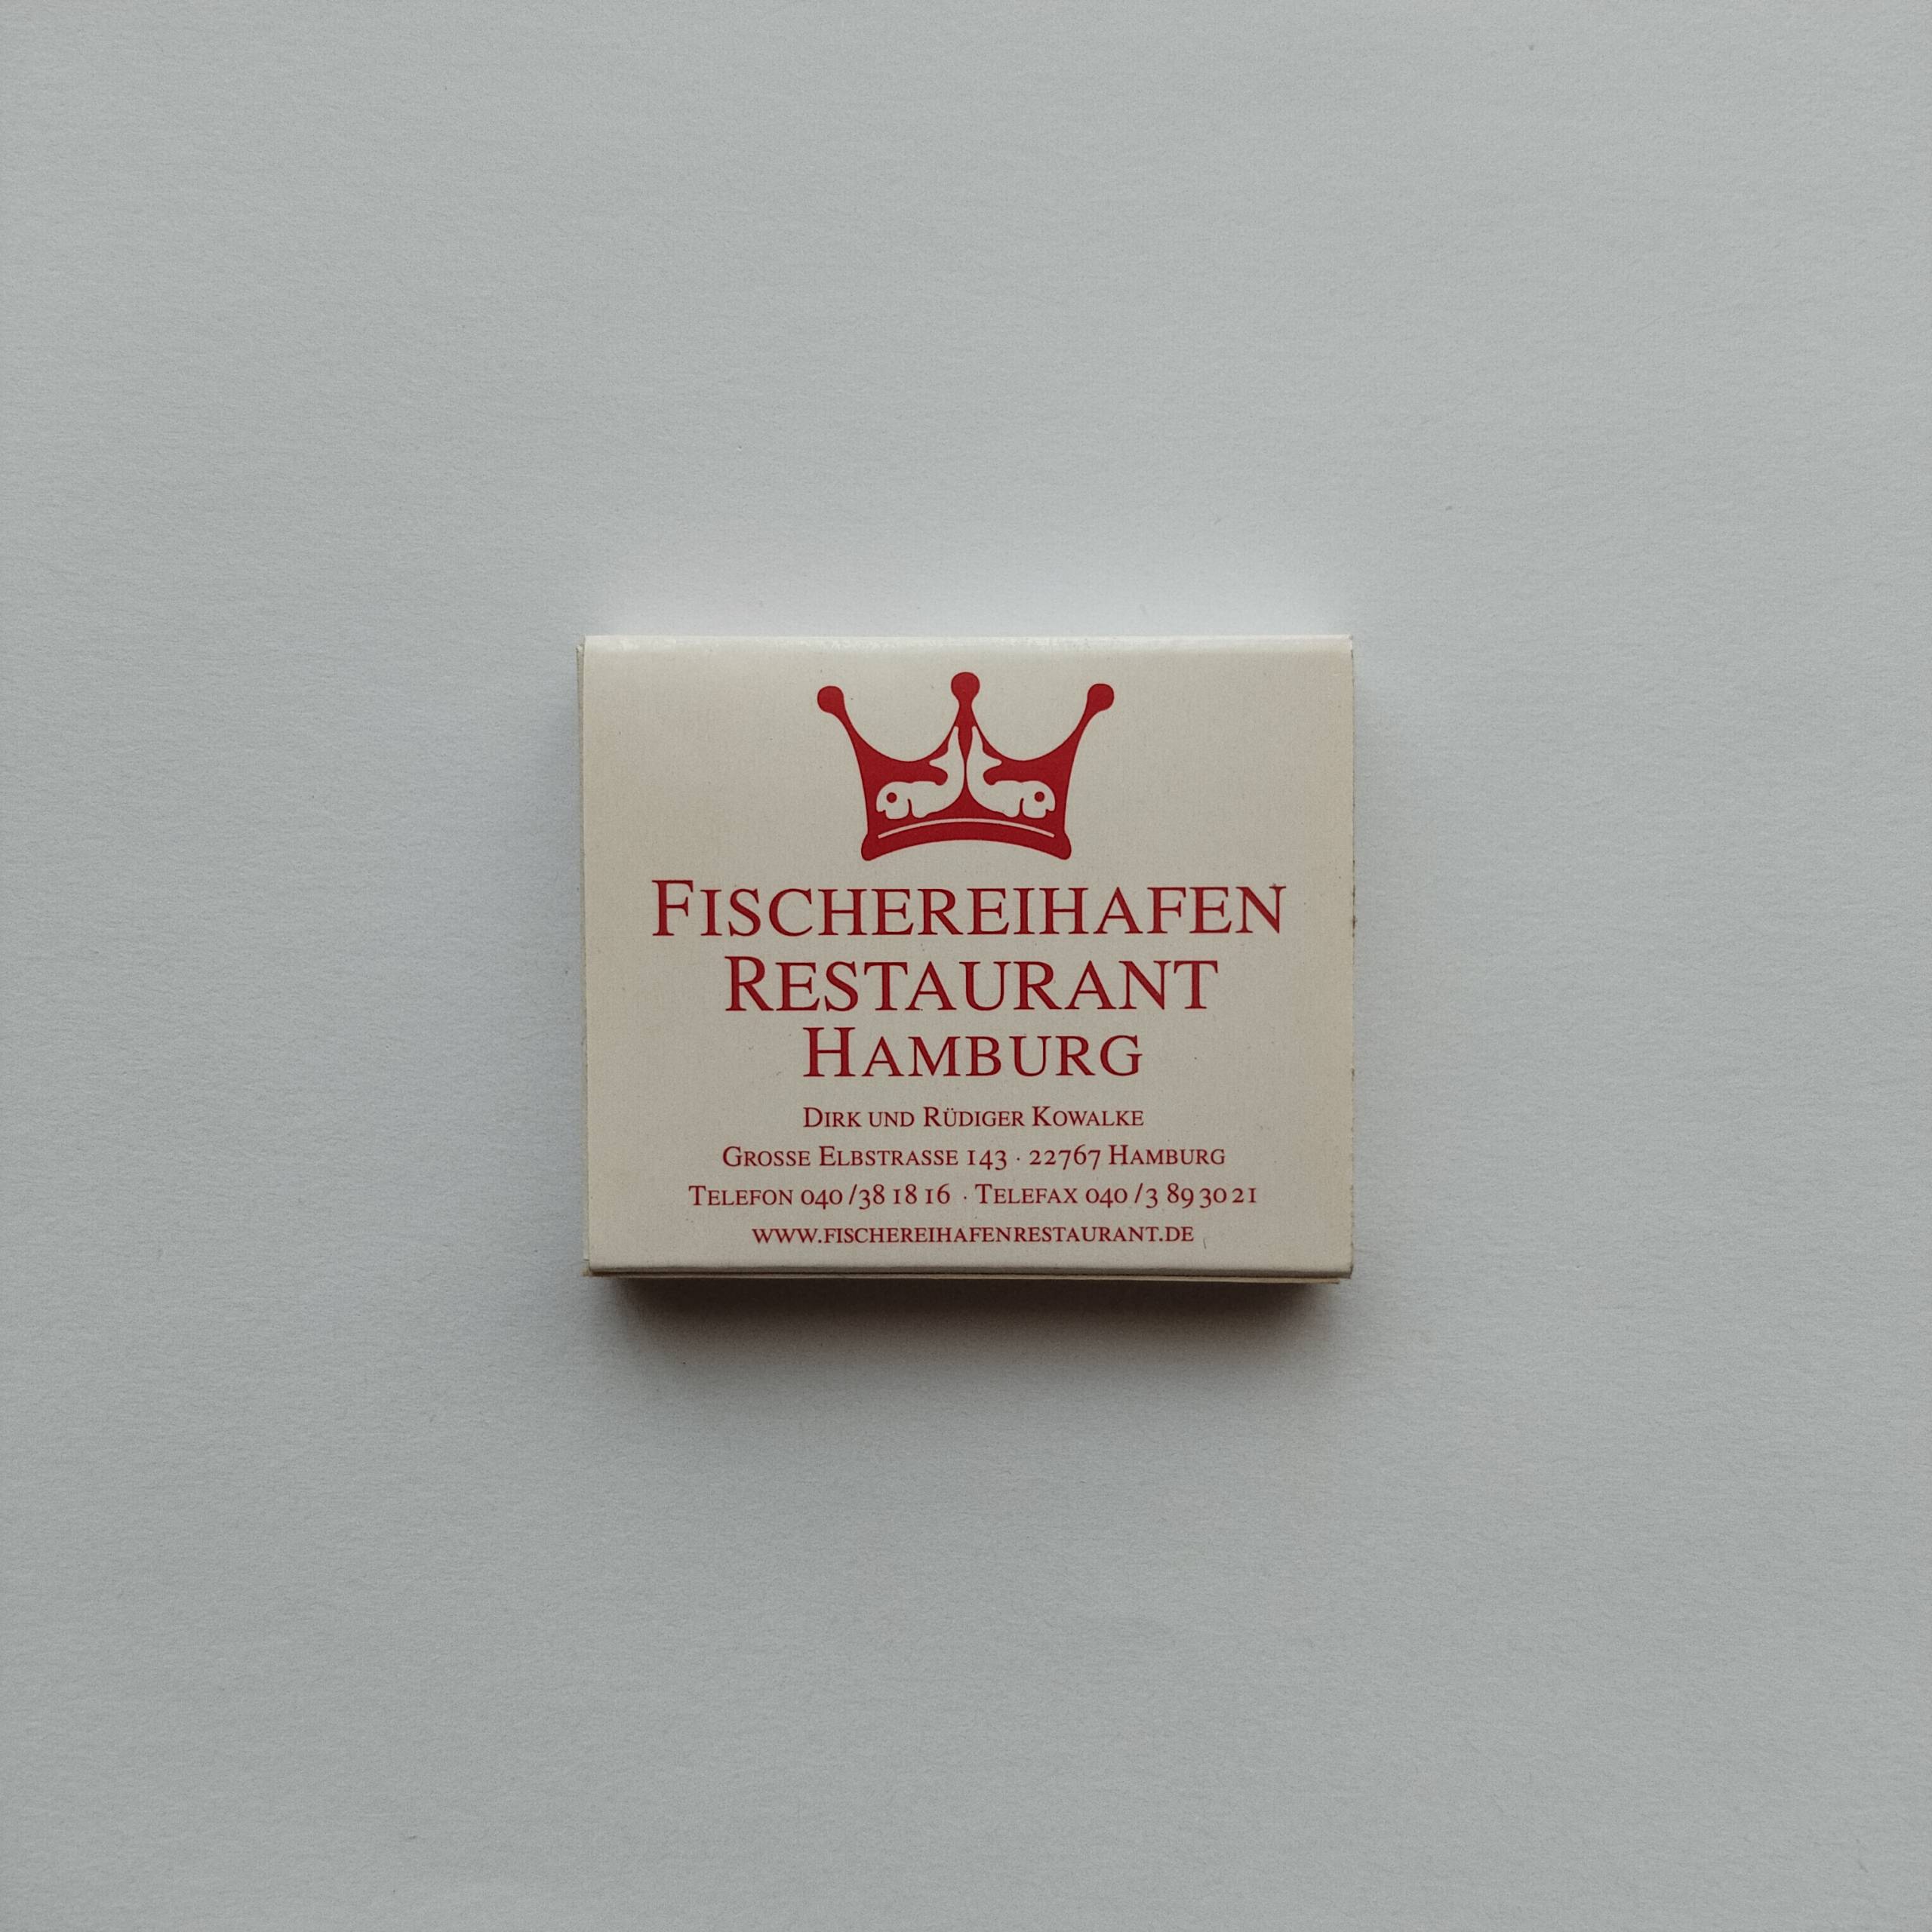 FISCHEREIHAFEN
RESTAURANT
HAMBURG
DIRK UND RÜDIGER KOWALKE
GROSSE ELBSTRASSE 143 · 22767 HAMBURG
TELEFON 040 / 38 18 16 · TELEFAX 040 / 3 89 30 21
WWW.FISCHEREIHAFENRESTAURANT.DE